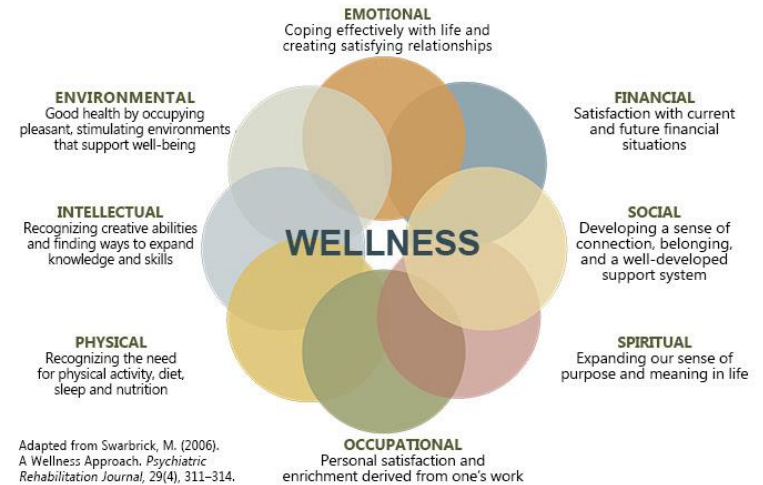 EMOTIONAL
Coping effectively with life and
creating satisfying relationships
ENVIRONMENTAL
Good health by occupying
pleasant, stimulating environments
that support well-being
FINANCIAL
Satisfaction with current
and future financial
situations
INTELLECTUAL
Recognizing creative abilities
and finding ways to expand
knowledge and skills
WELLNESS
SOCIAL
Developing a sense of
connection, belonging,
and a well-developed
support system
PHYSICAL
Recognizing the need
for physical activity, diet,
sleep and nutrition
SPIRITUAL
Expanding our sense of
purpose and meaning in life
Adapted from Swarbrick, M. (2006).
A Wellness Approach. Psychiatric
Rehabilitation Journal, 29(4), 311–314.
OCCUPATIONAL
Personal satisfaction and
enrichment derived from one's work